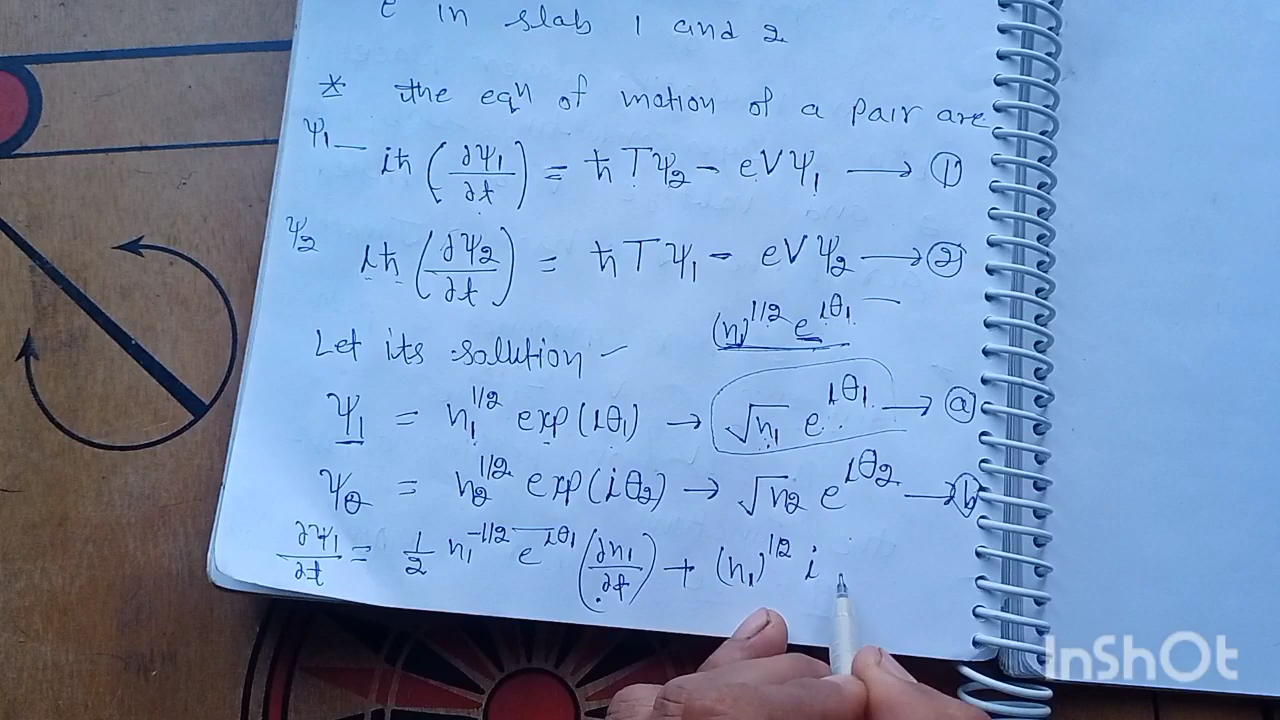 e in slab 1 and 2
* the eqn of motion of a pair are
ψ₁ — iħ (∂ψ₁/∂t) = ħTψ₂ - eVψ₁ → ①
ψ₂ iħ (∂ψ₂/∂t) = ħTψ₁ - eVψ₂ → ②
(n₁)^1/2 e^iθ₁ —
Let its solution -
ψ₁ = n₁^1/2 exp(iθ₁) → √n₁ e^iθ₁ → ⓐ
ψ₂ = n₂^1/2 exp(iθ₂) → √n₂ e^iθ₂ → ⓑ
∂ψ₁/∂t = 1/2 n₁^-1/2 e^iθ₁ (∂n₁/∂t) + (n₁)^1/2 i
InShOt